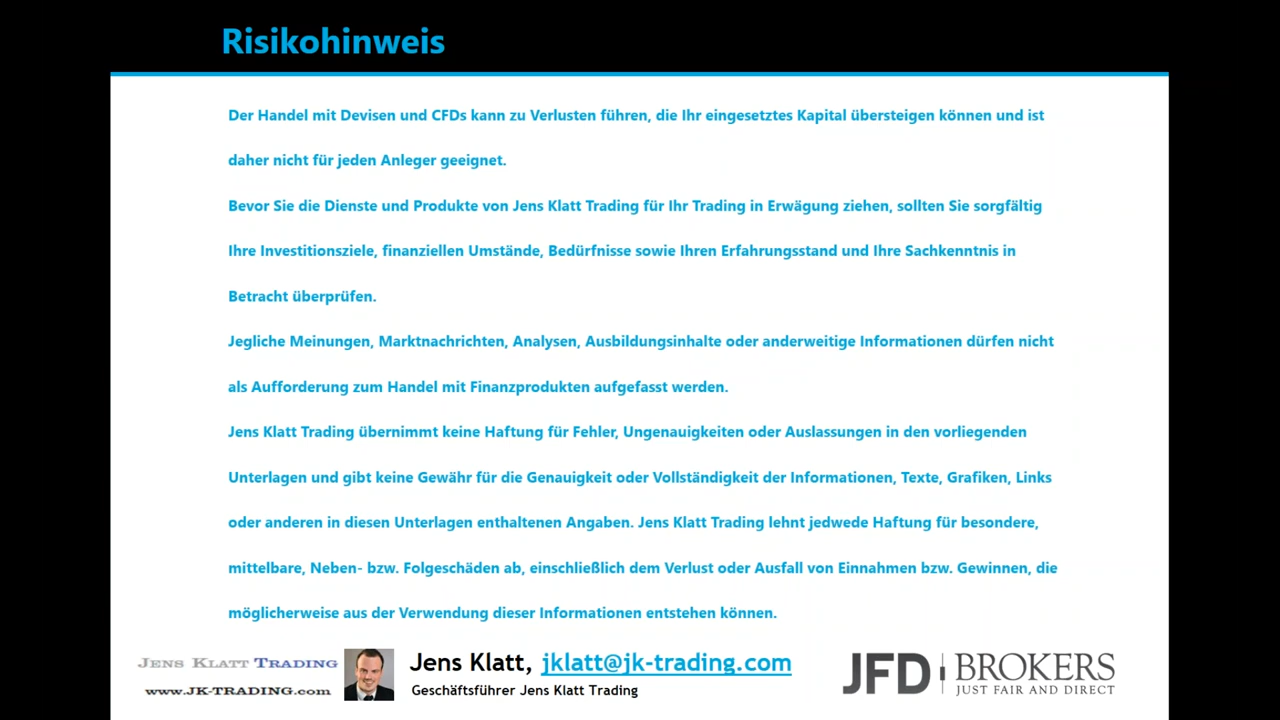 Risikohinweis
Der Handel mit Devisen und CFDs kann zu Verlusten führen, die Ihr eingesetztes Kapital übersteigen können und ist
daher nicht für jeden Anleger geeignet.
Bevor Sie die Dienste und Produkte von Jens Klatt Trading für Ihr Trading in Erwägung ziehen, sollten Sie sorgfältig
Ihre Investitionsziele, finanziellen Umstände, Bedürfnisse sowie Ihren Erfahrungsstand und Ihre Sachkenntnis in
Betracht überprüfen.
Jegliche Meinungen, Marktnachrichten, Analysen, Ausbildungsinhalte oder anderweitige Informationen dürfen nicht
als Aufforderung zum Handel mit Finanzprodukten aufgefasst werden.
Jens Klatt Trading übernimmt keine Haftung für Fehler, Ungenauigkeiten oder Auslassungen in den vorliegenden
Unterlagen und gibt keine Gewähr für die Genauigkeit oder Vollständigkeit der Informationen, Texte, Grafiken, Links
oder anderen in diesen Unterlagen enthaltenen Angaben. Jens Klatt Trading lehnt jedwede Haftung für besondere,
mittelbare, Neben- bzw. Folgeschäden ab, einschließlich dem Verlust oder Ausfall von Einnahmen bzw. Gewinnen, die
möglicherweise aus der Verwendung dieser Informationen entstehen können.
JENS KLATT TRADING
www.JK-TRADING.com
Jens Klatt, jklatt@jk-trading.com
Geschäftsführer Jens Klatt Trading
JFD BROKERS
JUST FAIR AND DIRECT